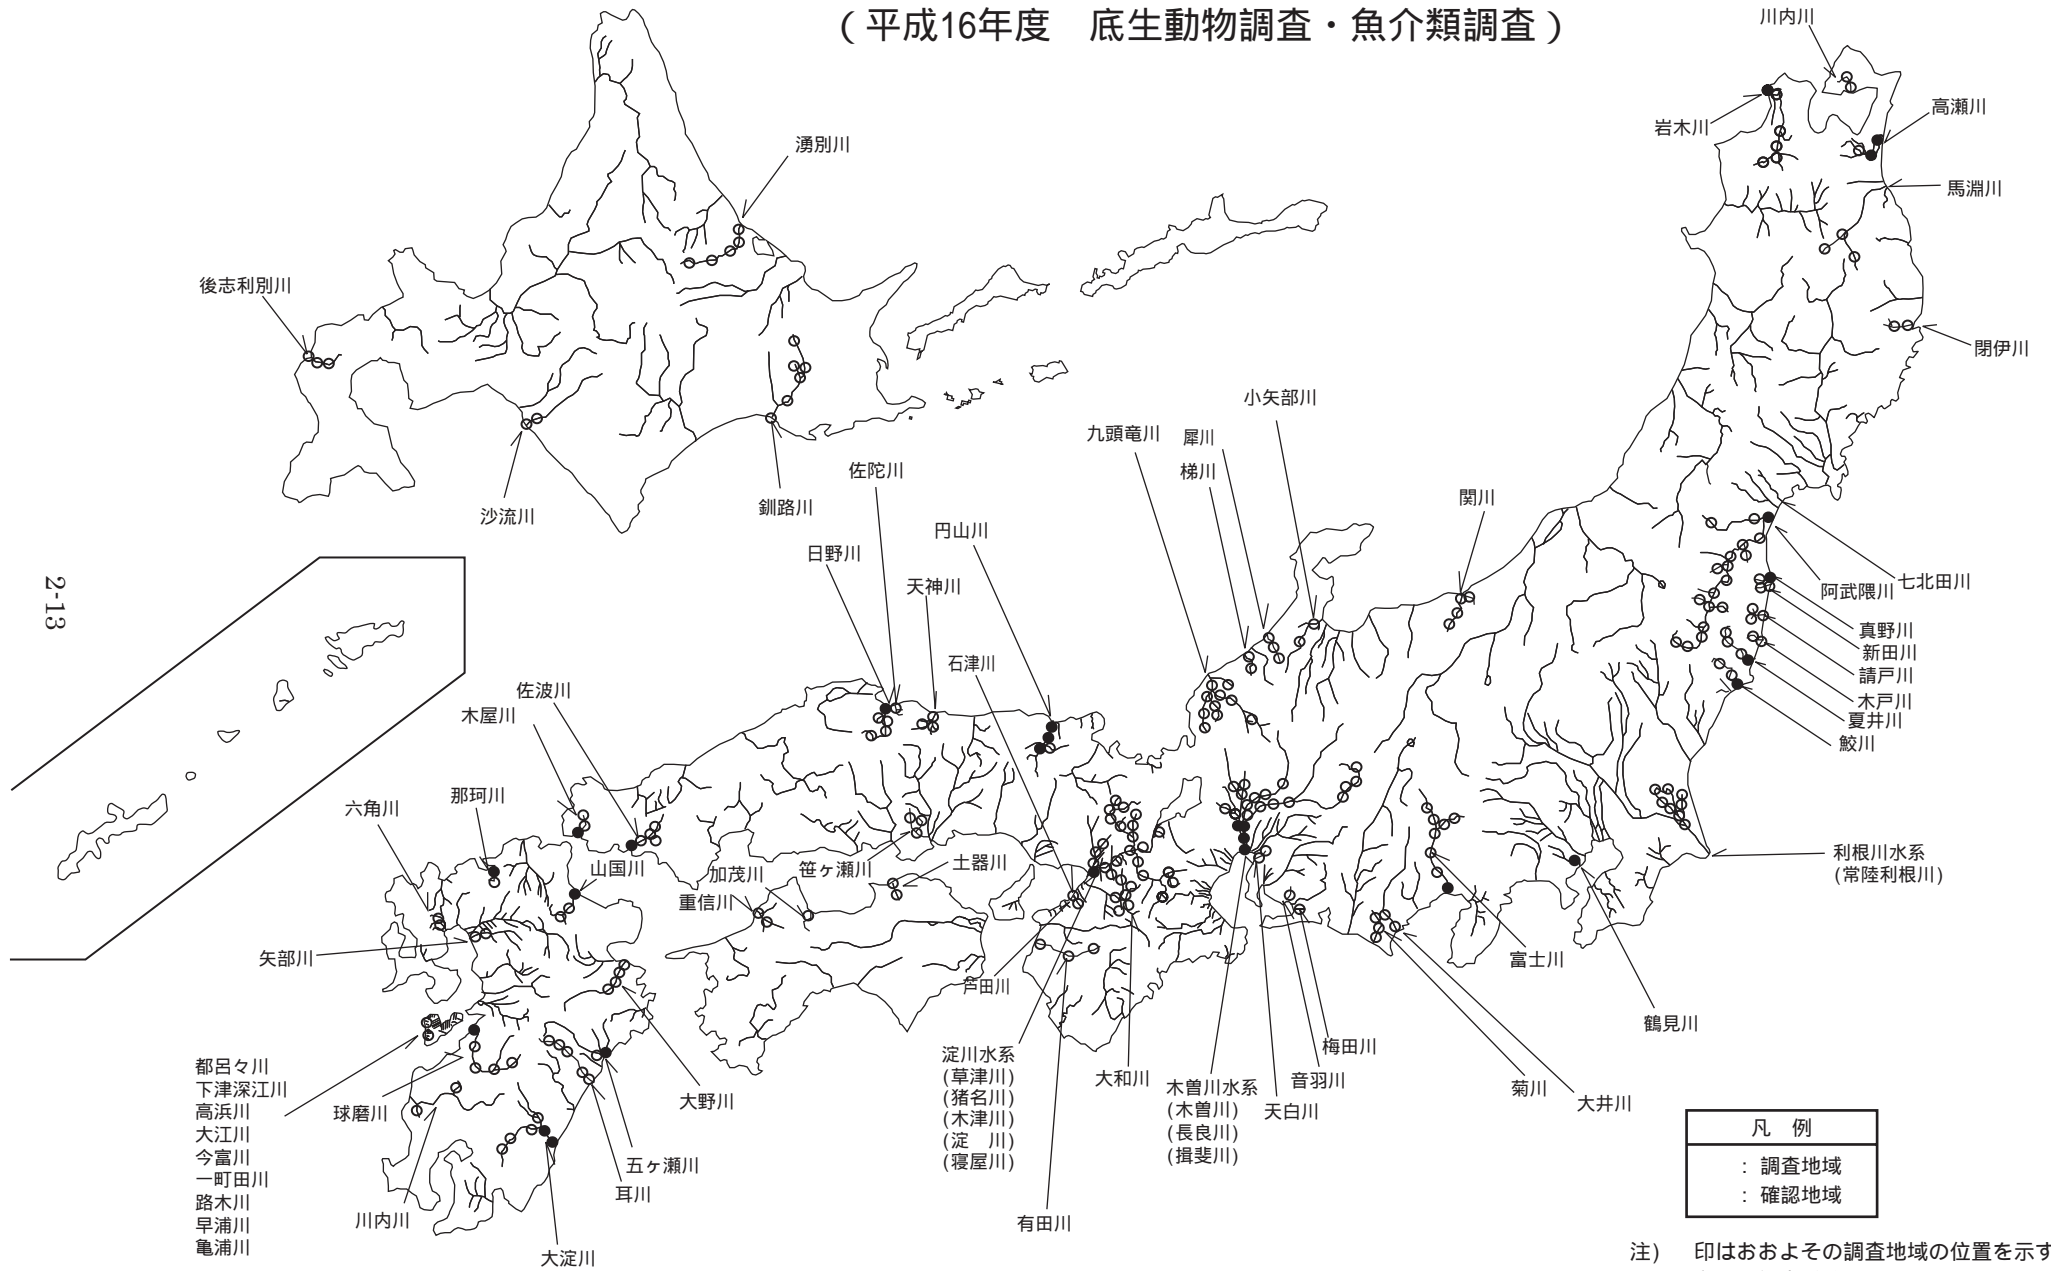 (平成16年度　底生動物調査・魚介類調査)
川内川
岩木川
高瀬川
馬淵川
閉伊川
湧別川
後志利別川
沙流川
釧路川
小矢部川
九頭竜川
犀川
梯川
関川
佐陀川
円山川
日野川
天神川
石津川
佐波川
木屋川
那珂川
六角川
山国川
加茂川
重信川
笹ヶ瀬川
土器川
矢部川
芦田川
七北田川
阿武隈川
真野川
新田川
請戸川
木戸川
夏井川
鮫川
利根川水系
(常陸利根川)
富士川
鶴見川
梅田川
音羽川
天白川
菊川
大井川
木曽川水系
(木曽川)
(長良川)
(揖斐川)
大和川
淀川水系
(草津川)
(猪名川)
(木津川)
(淀　川)
(寝屋川)
有田川
大野川
五ヶ瀬川
耳川
大淀川
川内川
球磨川
都呂々川
下津深江川
高浜川
大江川
今富川
一町田川
路木川
早浦川
亀浦川
凡　例
：調査地域
：確認地域
注)　印はおおよその調査地域の位置を示す
2-13